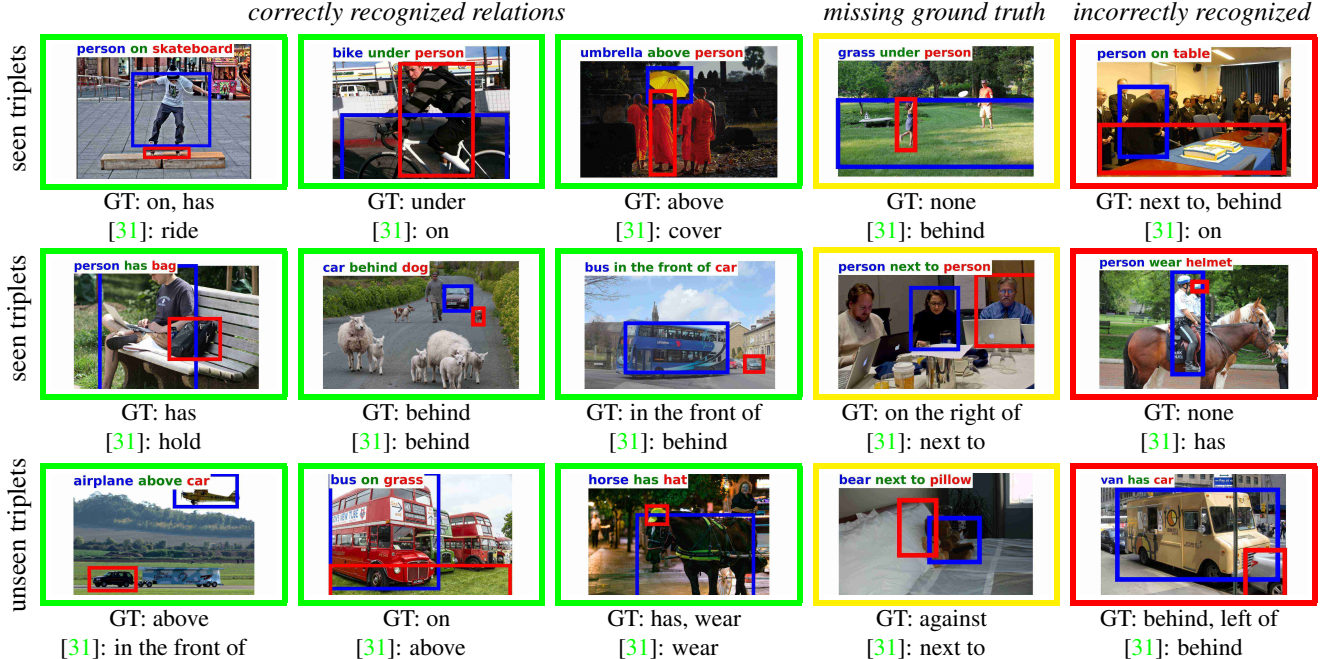 correctly recognized relations missing ground truth incorrectly recognized
seen triplets
person on skateboard
bike under person
umbrella above person
grass under person
person on table
GT: on, has
GT: under
GT: above
GT: none
GT: next to, behind
[31]: ride
[31]: on
[31]: cover
[31]: behind
[31]: on
seen triplets
person has bag
car behind dog
bus in the front of car
person next to person
person wear helmet
GT: has
GT: behind
GT: in the front of
GT: on the right of
GT: none
[31]: hold
[31]: behind
[31]: behind
[31]: next to
[31]: has
unseen triplets
airplane above car
bus on grass
horse has hat
bear next to pillow
van has car
GT: above
GT: on
GT: has, wear
GT: against
GT: behind, left of
[31]: in the front of
[31]: above
[31]: wear
[31]: next to
[31]: behind